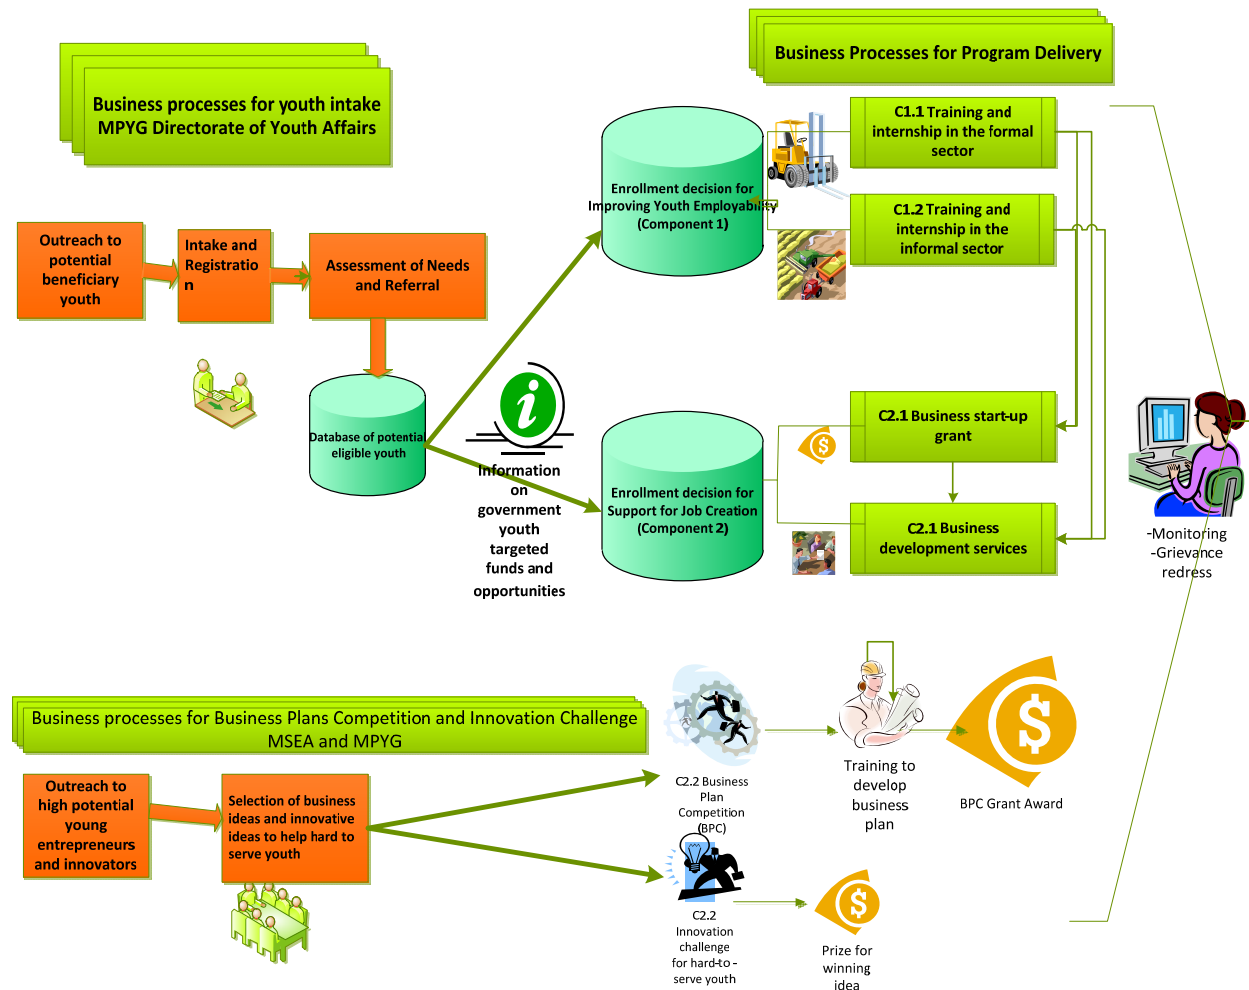 Business Processes for Program Delivery
Business processes for youth intake
MPYG Directorate of Youth Affairs
C1.1 Training and
internship in the formal
sector
Enrollment decision for
Improving Youth Employability
(Component 1)
C1.2 Training and
internship in the
informal sector
Outreach to
potential
beneficiary
youth
Intake and
Registratio
n
Assessment of Needs
and Referral
Database of potential
eligible youth
i
Information
on
government
youth
targeted
funds and
opportunities
Enrollment decision for
Support for Job Creation
(Component 2)
$
C2.1 Business start-up
grant
C2.1 Business
development services
-Monitoring
-Grievance
redress
Business processes for Business Plans Competition and Innovation Challenge
MSEA and MPYG
Outreach to
high potential
young
entrepreneurs
and innovators
Selection of business
ideas and innovative
ideas to help hard to
serve youth
C2.2 Business
Plan
Competition
(BPC)
Training to
develop
business
plan
$
BPC Grant Award
C2.2
Innovation
challenge
for hard-to -
serve youth
$
Prize for
winning
idea